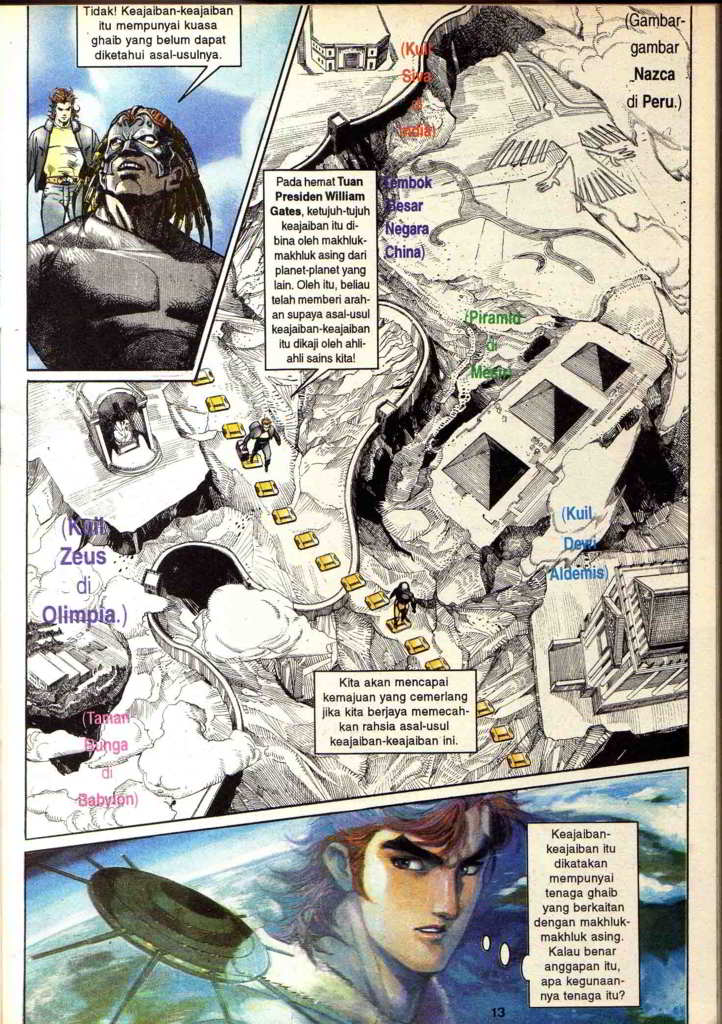 Tidak! Keajaiban-keajaiban
itu mempunyai kuasa
ghaib yang belum dapat
diketahui asal-usulnya.
(Gambar-
gambar
Nazca
di Peru.)
(Kuil
Siva
di
India)
Pada hemat Tuan
Presiden William
Gates, ketujuh-tujuh
keajaiban itu di-
bina oleh makhluk-
makhluk asing dari
planet-planet yang
lain. Oleh itu, beliau
telah memberi arah-
an supaya asal-usul
keajaiban-keajaiban
itu dikaji oleh ahli-
ahli sains kita!
(Tembok
Besar
Negara
China)
(Piramid
di
Mesir)
(Kuil
Zeus
di
Olimpia.)
(Kuil
Dewi
Aldemis)
(Taman
Bunga
di
Babylon)
Kita akan mencapai
kemajuan yang cemerlang
jika kita berjaya memecah-
kan rahsia asal-usul
keajaiban-keajaiban ini.
Keajaiban-
keajaiban itu
dikatakan
mempunyai
tenaga ghaib
yang berkaitan
dengan makhluk-
makhluk asing.
Kalau benar
anggapan itu,
apa kegunaan-
nya tenaga itu?
13